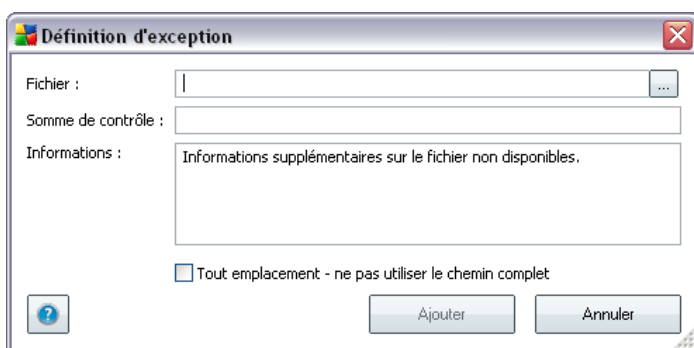 Définition d'exception
Fichier :
...
Somme de contrôle :
Informations :
Informations supplémentaires sur le fichier non disponibles.
Tout emplacement - ne pas utiliser le chemin complet
?
Ajouter
Annuler